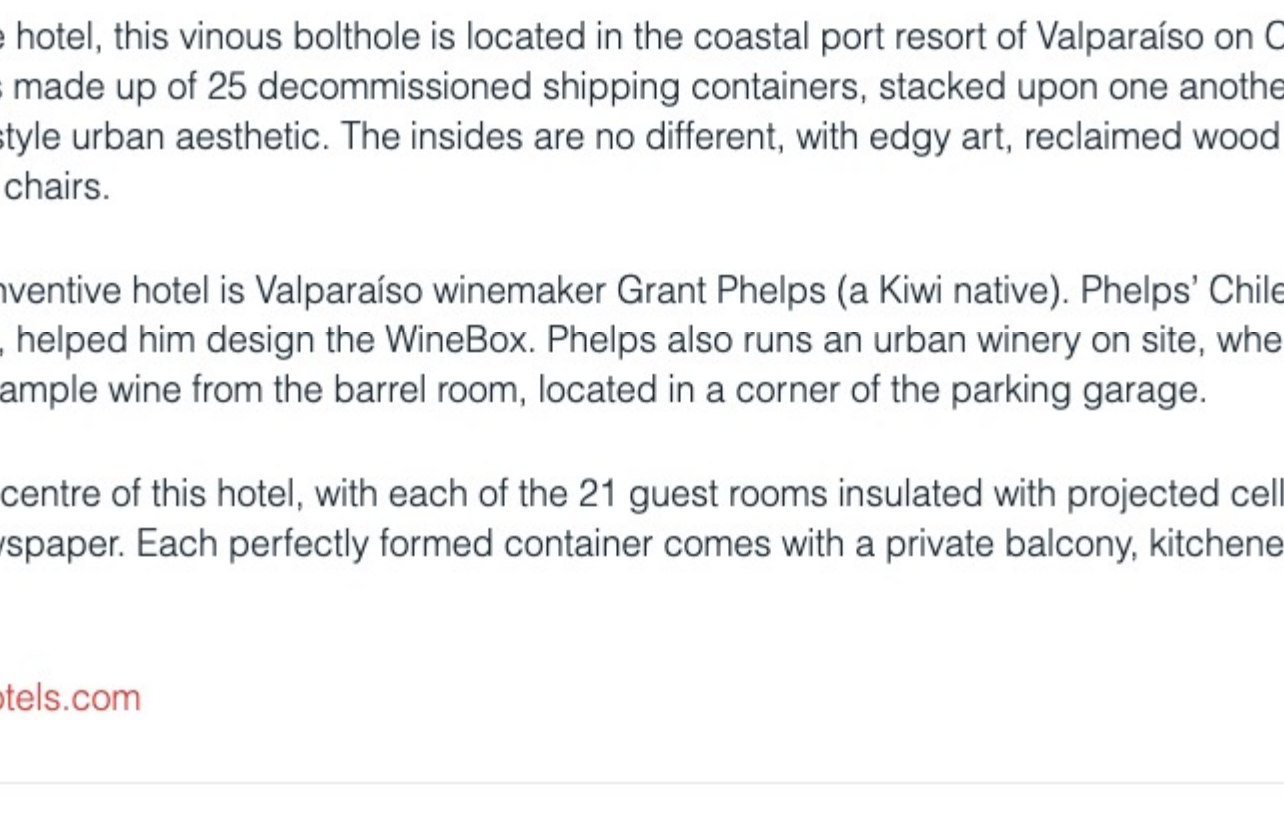 hotel, this vinous bolthole is located in the coastal port resort of Valparaíso on
made up of 25 decommissioned shipping containers, stacked upon one anothe
tyle urban aesthetic. The insides are no different, with edgy art, reclaimed wood
chairs.
nventive hotel is Valparaíso winemaker Grant Phelps (a Kiwi native). Phelps’ Chile
, helped him design the WineBox. Phelps also runs an urban winery on site, whe
ample wine from the barrel room, located in a corner of the parking garage.
centre of this hotel, with each of the 21 guest rooms insulated with projected cell
wspaper. Each perfectly formed container comes with a private balcony, kitchene
otels.com